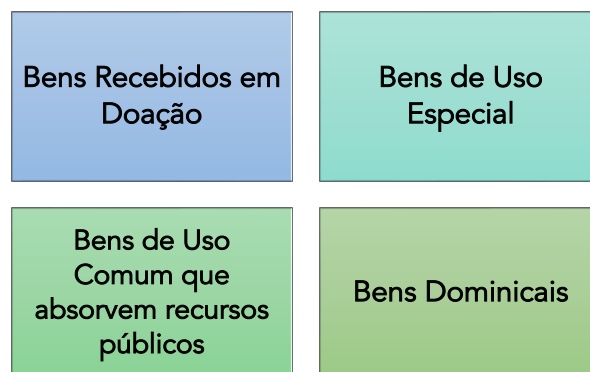 Bens Recebidos em
Doação
Bens de Uso
Especial
Bens de Uso
Comum que
absorvem recursos
públicos
Bens Dominicais